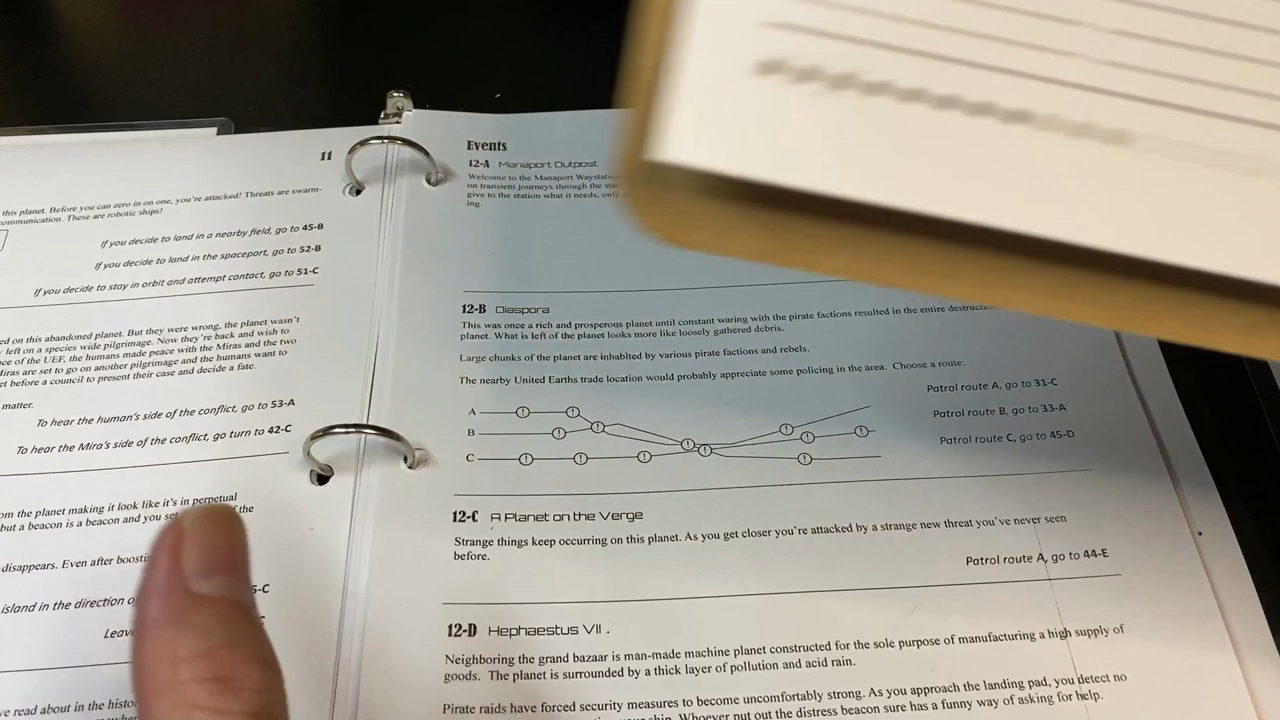 11
this planet. Before you can zero in on one, you're attacked! Threats are swarm-
communication. These are robotic ships!
If you decide to land in a nearby field, go to 45-B
If you decide to land in the spaceport, go to 52-B
If you decide to stay in orbit and attempt contact, go to 51-C
ed on this abandoned planet. But they were wrong, the planet wasn't
left on a species wide pilgrimage. Now they're back and wish to
ce of the UEF, the humans made peace with the Miras and the two
Miras are set to go on another pilgrimage and the humans want to
et before a council to present their case and decide a fate.
matter.
To hear the human's side of the conflict, go to 53-A
To hear the Mira's side of the conflict, go turn to 42-C
om the planet making it look like it's in perpetual
but a beacon is a beacon and you set of the
disappears. Even after
island in the direction
ve read about in the
Events
12-A Manaport Outpost
Welcome to the Manaport
on transient journeys through the
give to the station what it needs, only
ing.
12-B Diaspora
This was once a rich and prosperous planet until constant waring with the pirate factions resulted in the entire
planet. What is left of the planet looks more like loosely gathered debris.
Large chunks of the planet are inhabited by various pirate factions and rebels.
The nearby United Earths trade location would probably appreciate some policing in the area. Choose a route:
Patrol route A, go to 31-C
Patrol route B, go to 33-A
Patrol route C, go to 45-D
A ! !
B ! ! ! ! ! ! !
C ! ! ! ! !
12-C A Planet on the Verge
Strange things keep occurring on this planet. As you get closer you're attacked by a strange new threat you've never seen
before.
Patrol route A, go to 44-E
12-D Hephaestus VII .
Neighboring the grand bazaar is man-made machine planet constructed for the sole purpose of manufacturing a high supply of
goods. The planet is surrounded by a thick layer of pollution and acid rain.
Pirate raids have forced security measures to become uncomfortably strong. As you approach the landing pad, you detect no
ship. Whoever put out the distress beacon sure has a funny way of asking for help.